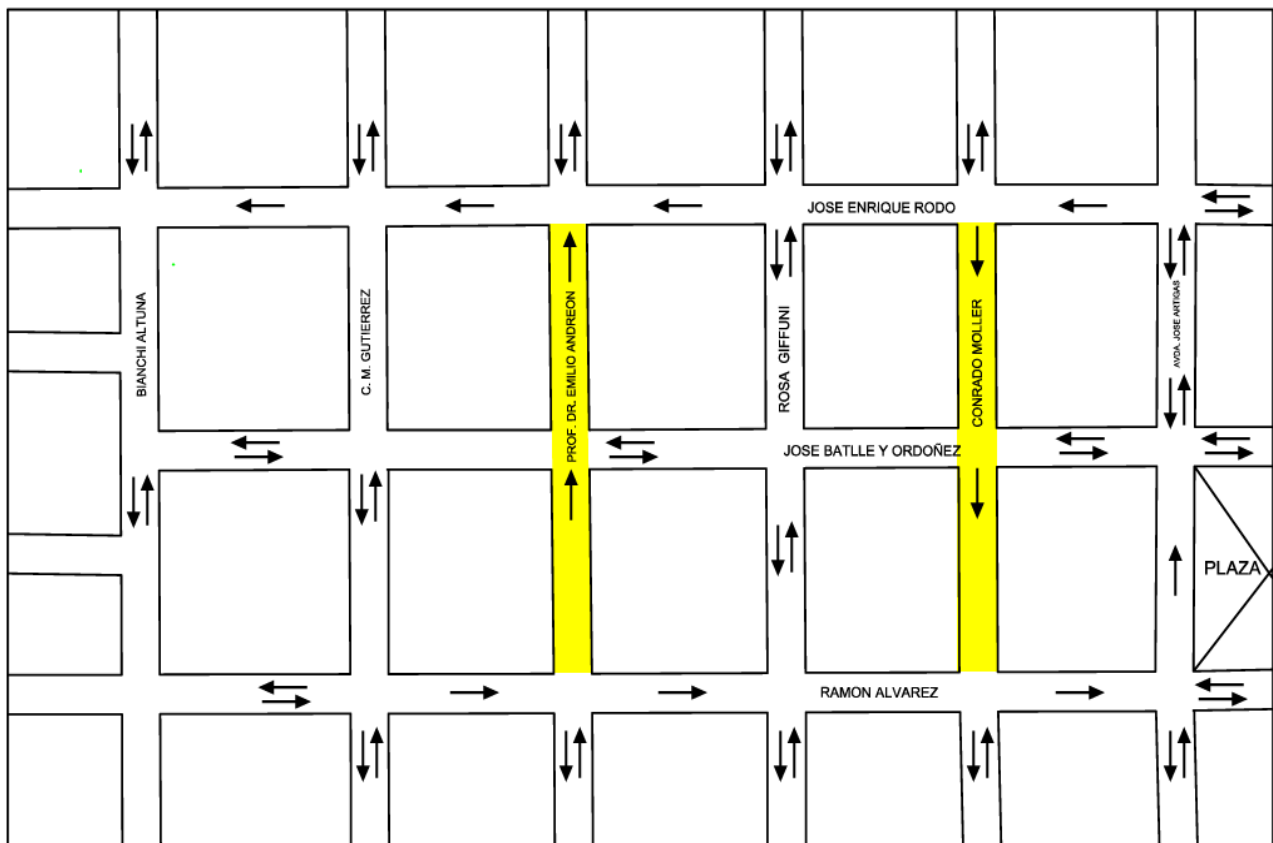 JOSE ENRIQUE RODO
BIANCHI ALTUNA
C. M. GUTIERREZ
PROF. DR. EMILIO ANDREON
ROSA GIFFUNI
CONRADO MOLLER
AVDA. JOSE ARTIGAS
JOSE BATLLE Y ORDOÑEZ
PLAZA
RAMON ALVAREZ